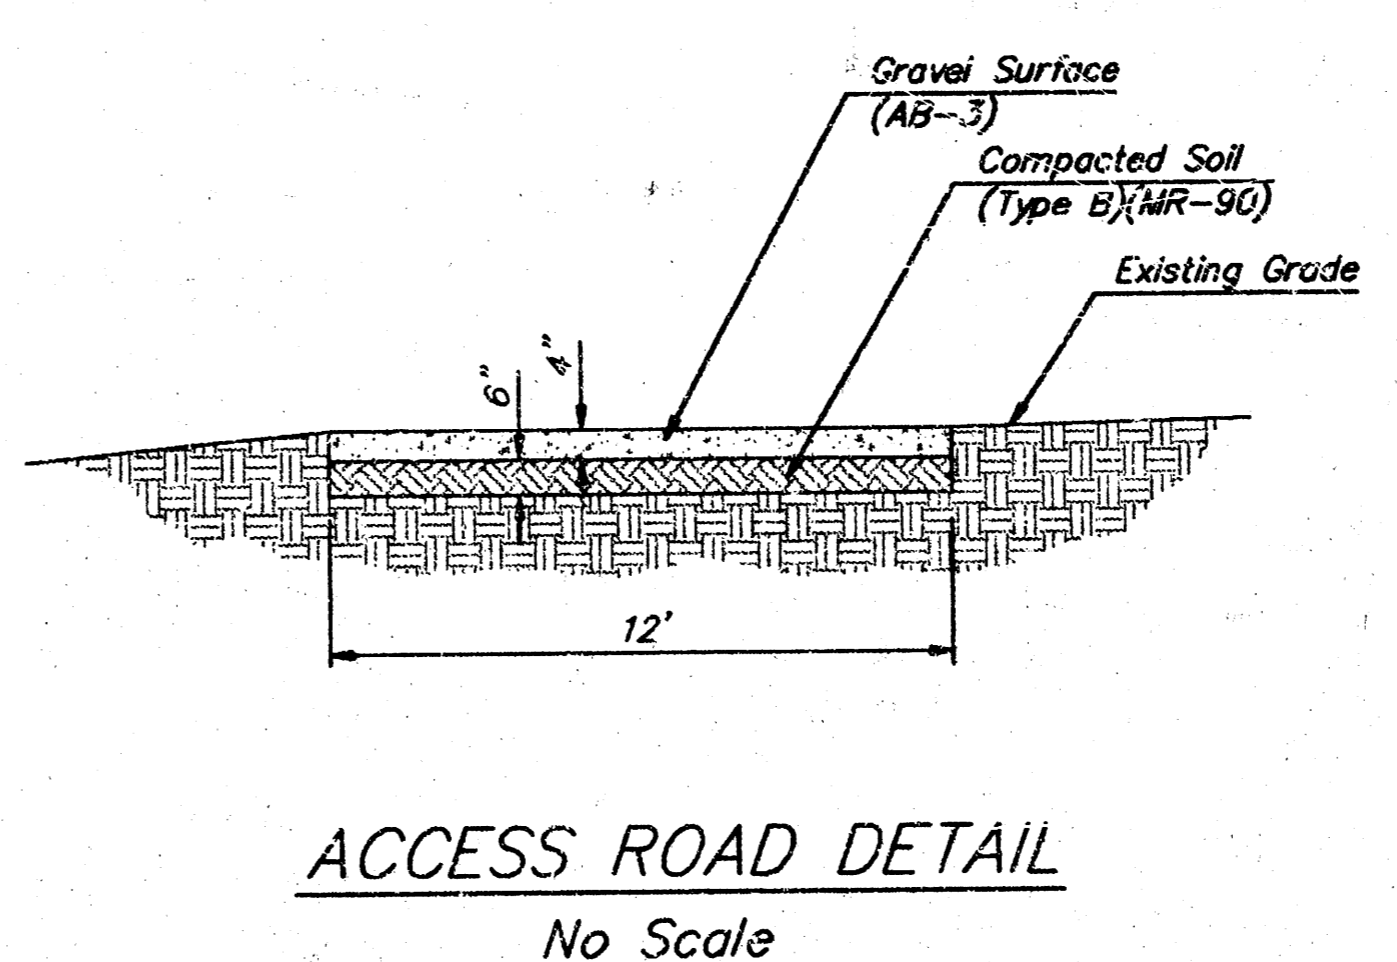 Gravel Surface
(AB-3)
Compacted Soil
(Type B)(MR-90)
Existing Grade
4"
6"
12'
ACCESS ROAD DETAIL
No Scale